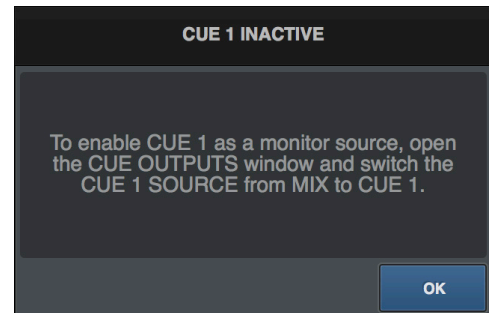 CUE 1 INACTIVE
To enable CUE 1 as a monitor source, open
the CUE OUTPUTS window and switch the
CUE 1 SOURCE from MIX to CUE 1.
OK